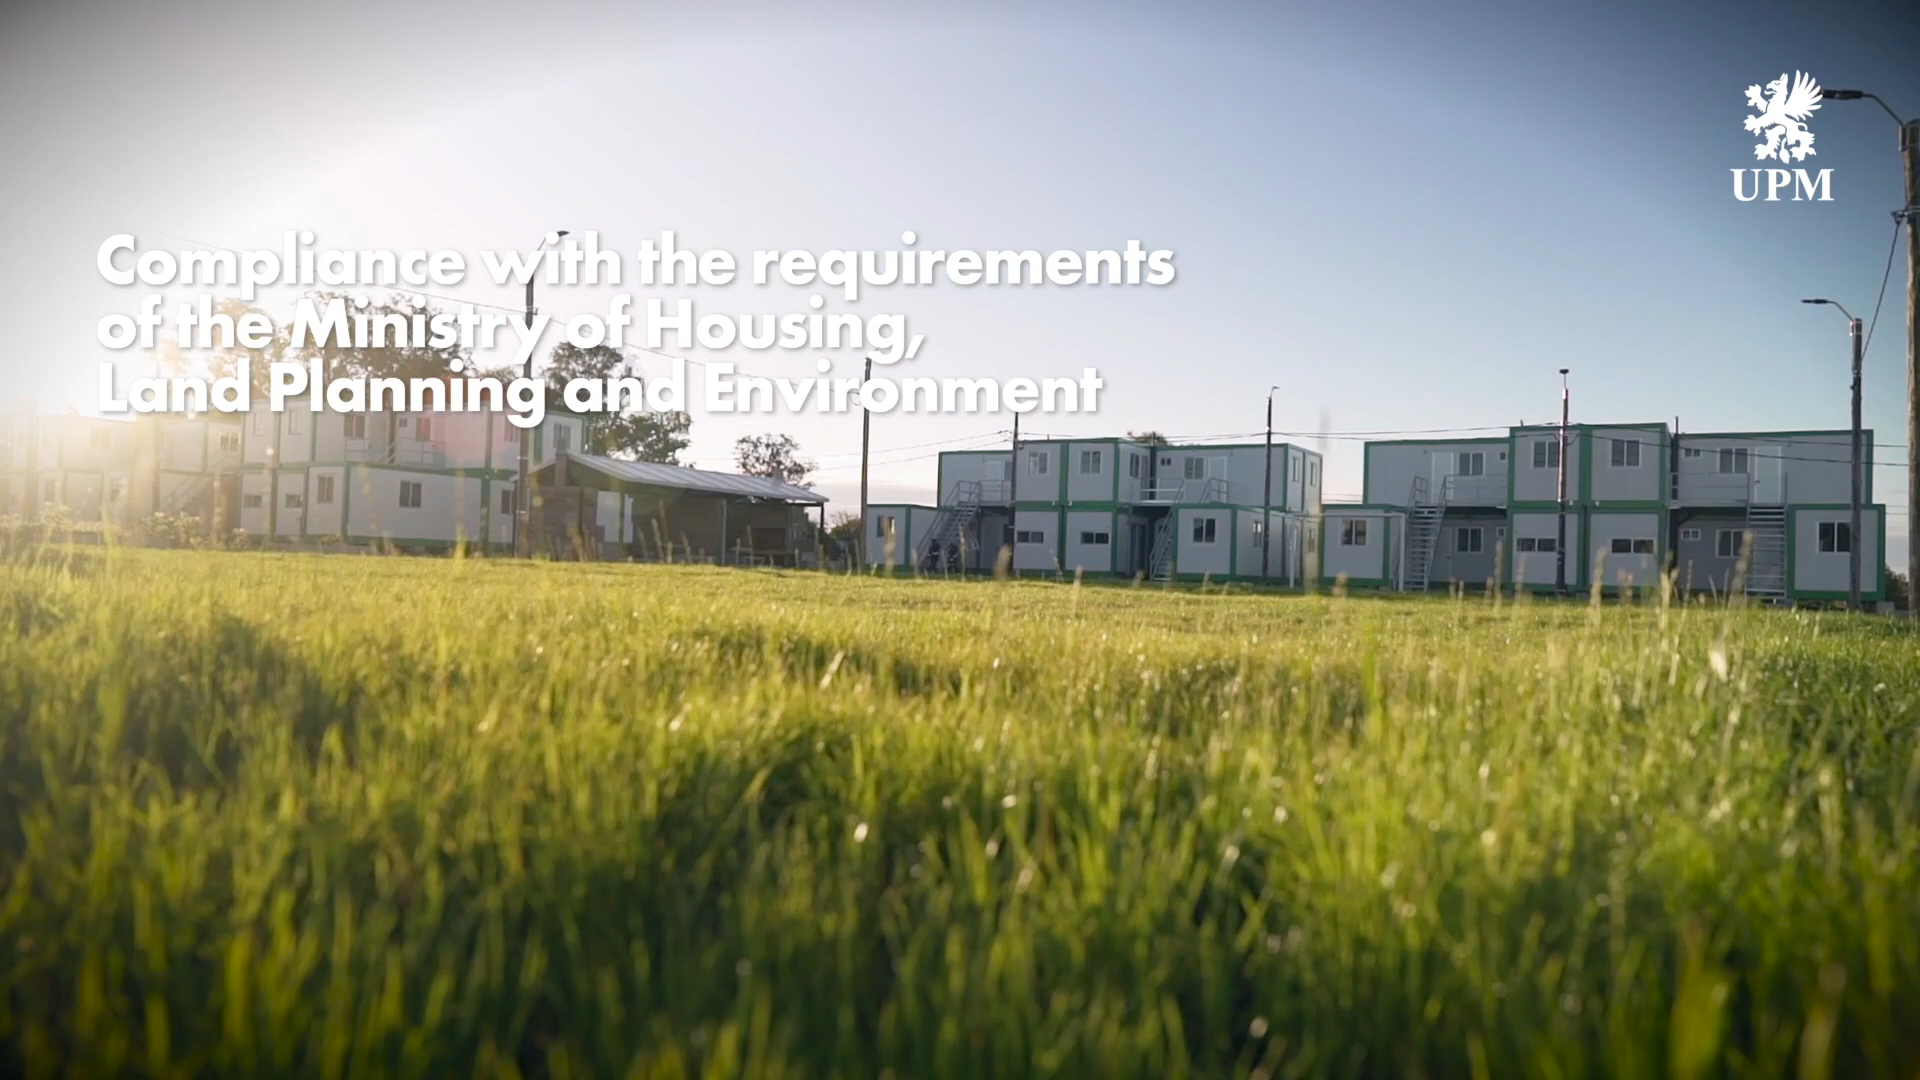 UPM
Compliance with the requirements
of the Ministry of Housing,
Land Planning and Environment